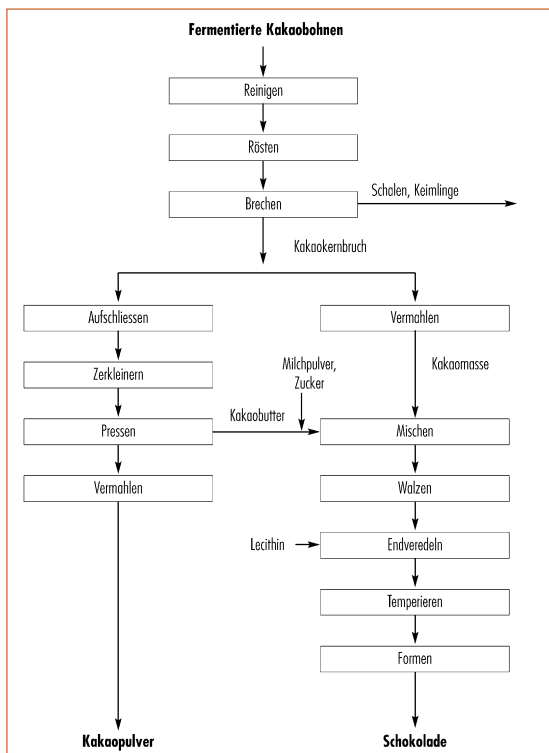 Fermentierte Kakaobohnen
Reinigen
Rösten
Brechen
Schalen, Keimlinge
Kakaokernbruch
Aufschliessen
Vermahlen
Zerkleinern
Milchpulver,
Zucker
Kakaomasse
Pressen
Kakaobutter
Mischen
Vermahlen
Walzen
Lecithin
Endveredeln
Temperieren
Formen
Kakaopulver
Schokolade